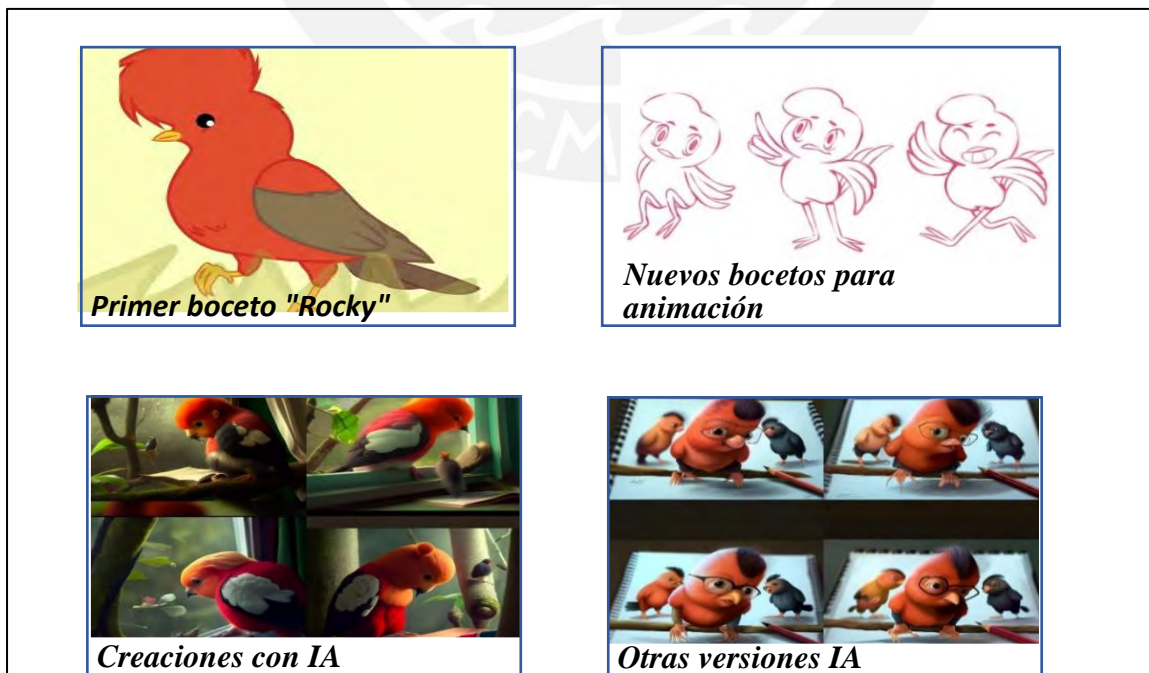 Primer boceto "Rocky"
Nuevos bocetos para
animación
Creaciones con IA
Otras versiones IA